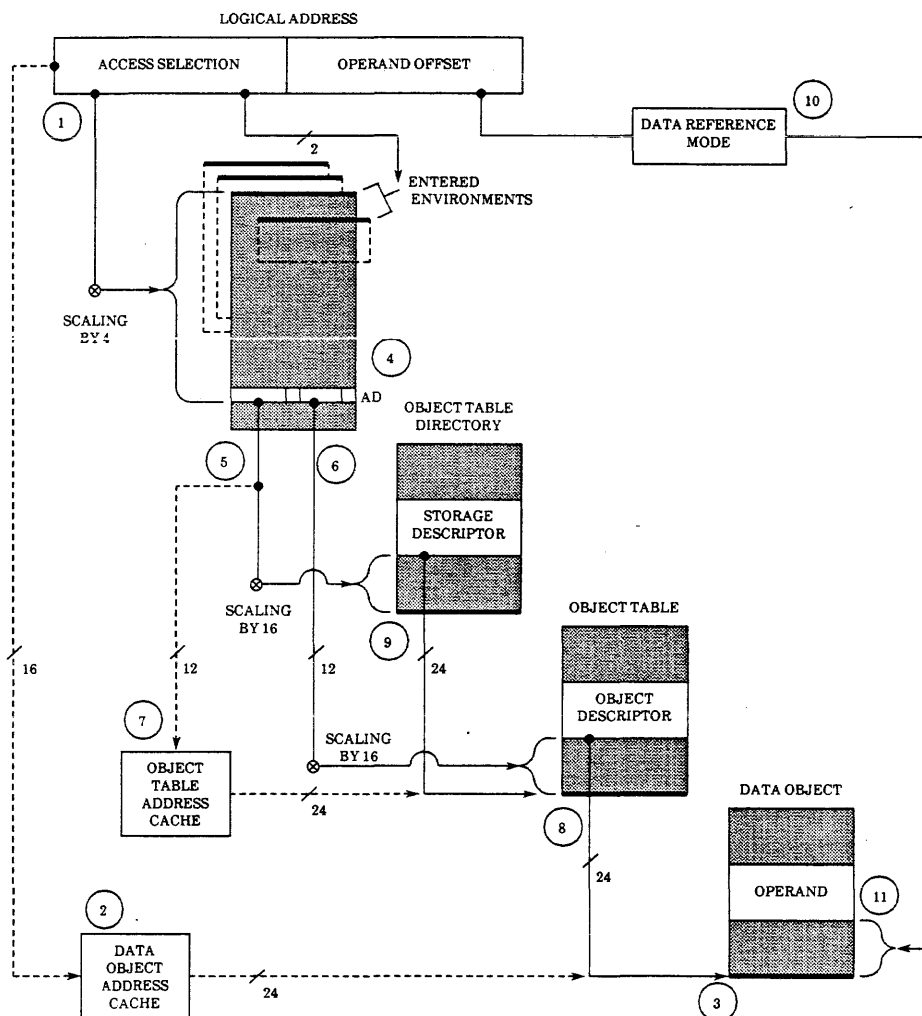 LOGICAL ADDRESS
ACCESS SELECTION
OPERAND OFFSET
10
1
DATA REFERENCE
MODE
2
ENTERED
ENVIRONMENTS
SCALING
BY 4
4
AD
OBJECT TABLE
DIRECTORY
5
6
STORAGE
DESCRIPTOR
SCALING
BY 16
OBJECT TABLE
9
16
12
12
24
OBJECT
DESCRIPTOR
7
SCALING
BY 16
OBJECT
TABLE
ADDRESS
CACHE
24
DATA OBJECT
8
24
OPERAND
11
2
DATA
OBJECT
ADDRESS
CACHE
24
3